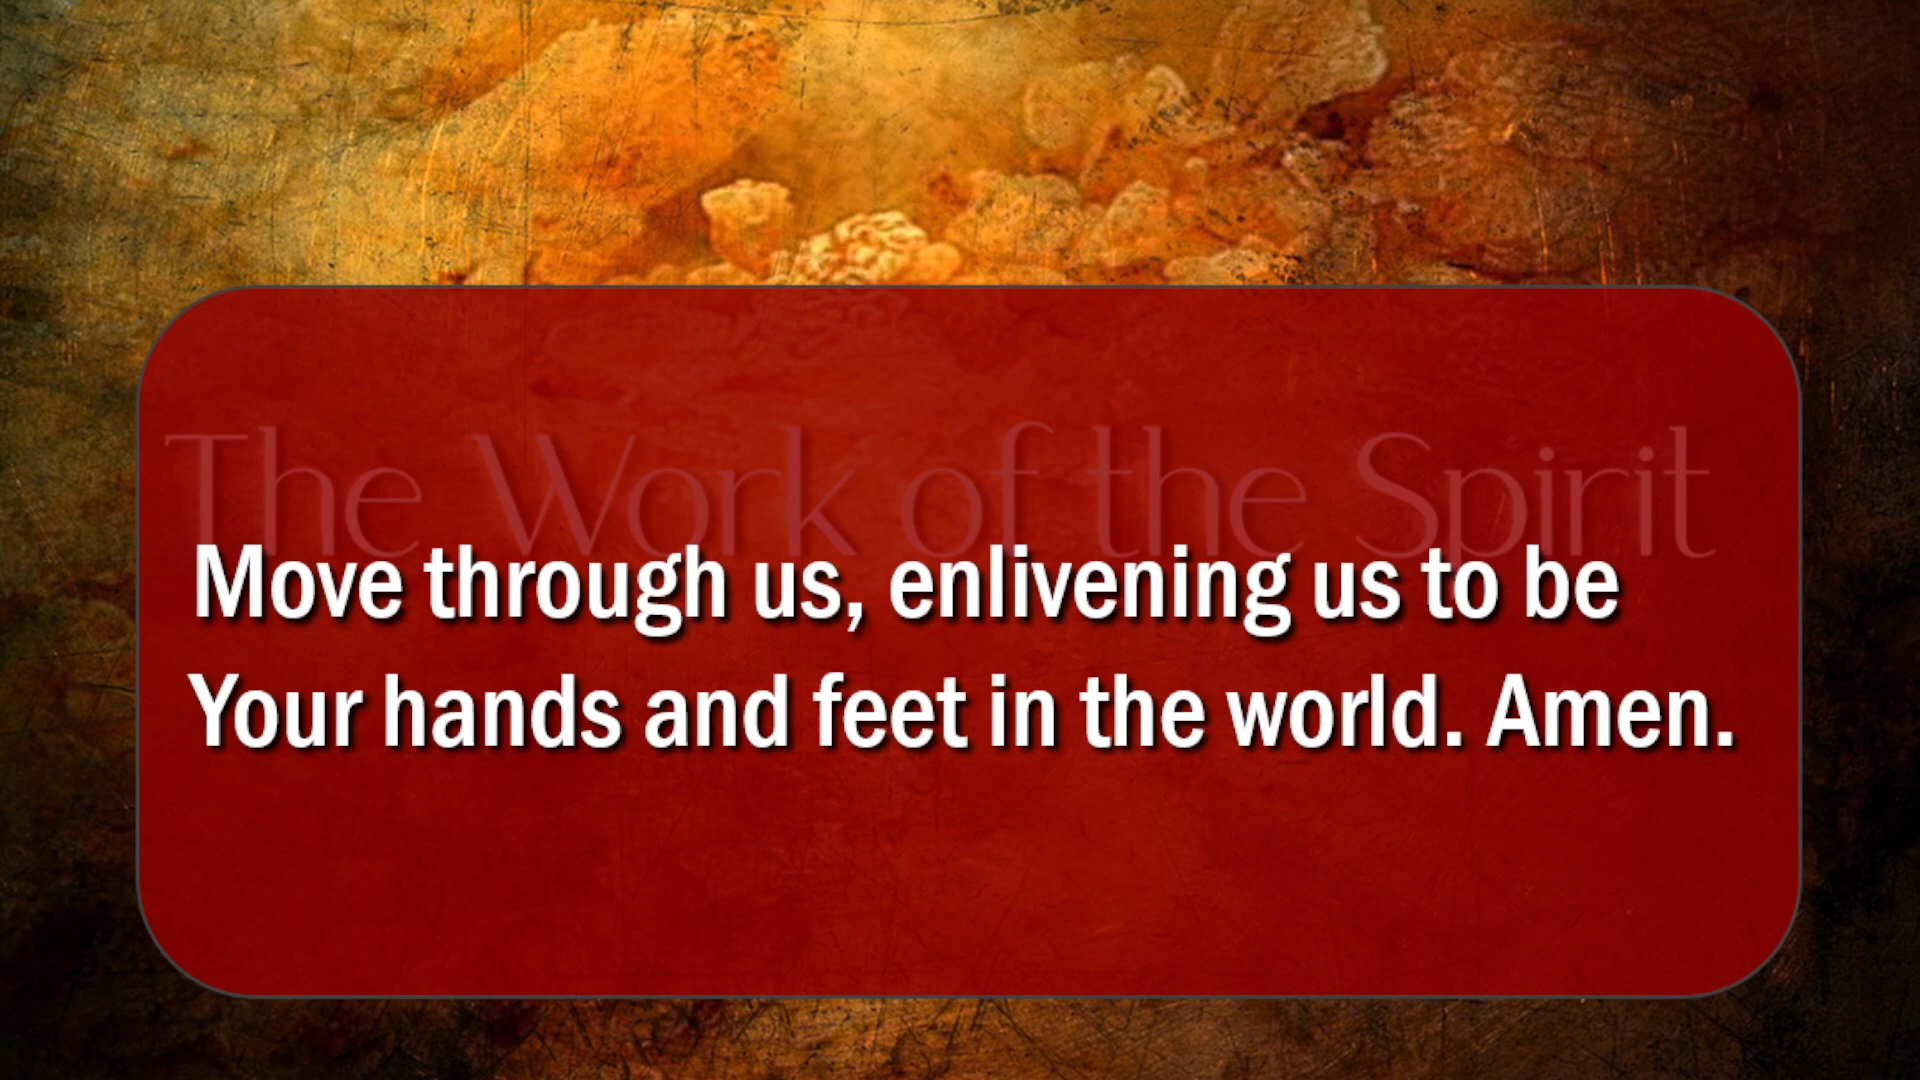 The Work of the Spirit
Move through us, enlivening us to be
Your hands and feet in the world. Amen.